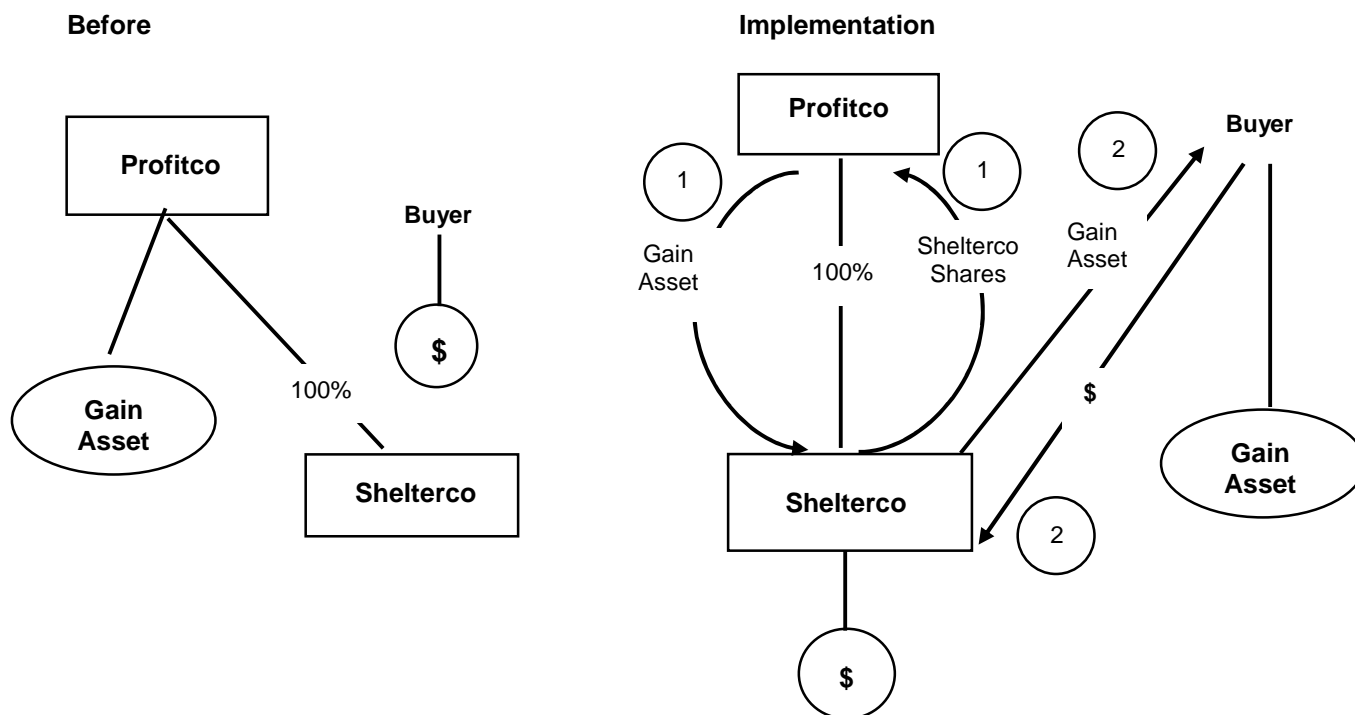 Before
Profitco
Buyer
$
100%
Gain
Asset
Shelterco
Implementation
Profitco
Buyer
2
1
1
Gain
Asset
Shelterco
Shares
Gain
Asset
100%
$
Gain
Asset
Shelterco
2
$